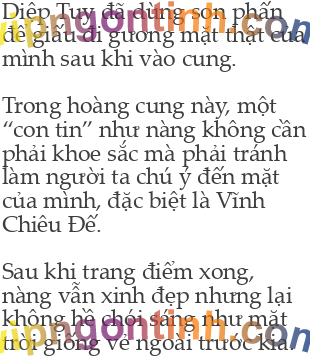 Diệp Tuy đã dùng son phấn
để giấu đi gương mặt thật của
mình sau khi vào cung.
Trong hoàng cung này, một
“con tin” như nàng không cần
phải khoe sắc mà phải tránh
làm người ta chú ý đến mặt
của mình, đặc biệt là Vĩnh
Chiêu Đế.
Sau khi trang điểm xong,
nàng vẫn xinh đẹp nhưng lại
không hề chói sáng như mặt
trời giống vẻ ngoài trước kia.